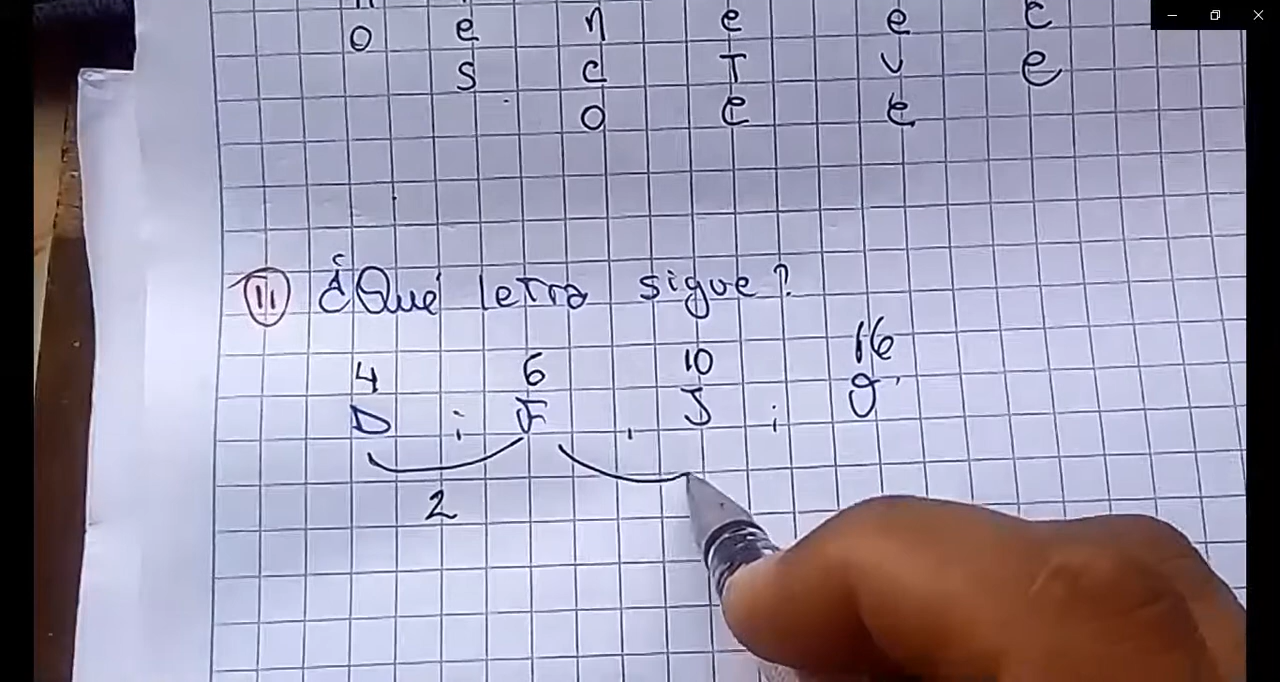 o e n e e c
s c T v e
o e e
11 ¿Qué letra sigue?
4 6 10 16
D ; F , J ; O
2